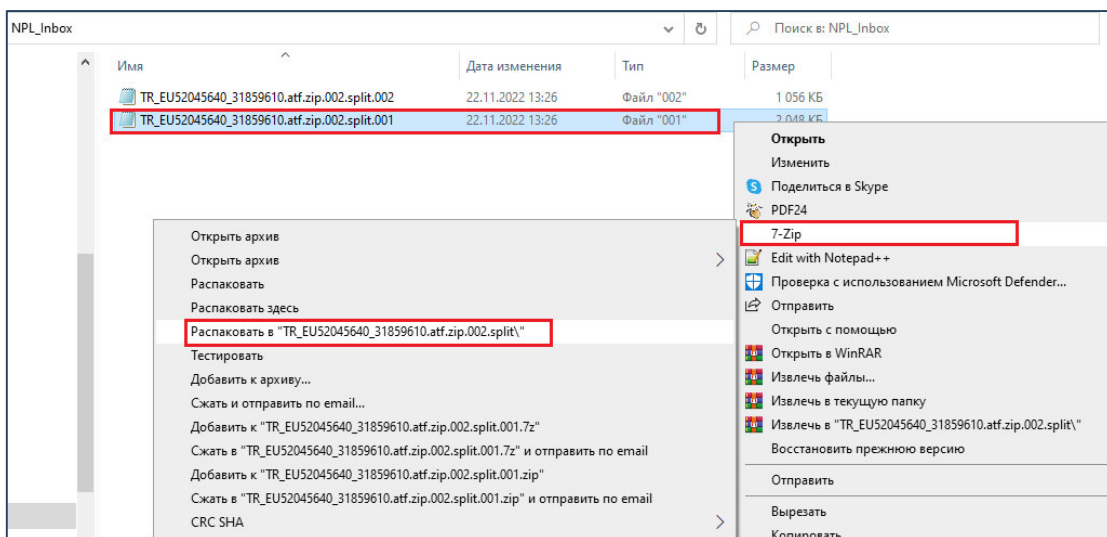 NPL_Inbox
Поиск в: NPL_Inbox
Имя Дата изменения Тип Размер
TR_EU52045640_31859610.atf.zip.002.split.002 22.11.2022 13:26 Файл "002" 1 056 КБ
TR_EU52045640_31859610.atf.zip.002.split.001 22.11.2022 13:26 Файл "001" 2 048 КБ
Открыть
Изменить
Поделиться в Skype
PDF24
7-Zip
Edit with Notepad++
Проверка с использованием Microsoft Defender...
Отправить
Открыть с помощью
Открыть в WinRAR
Извлечь файлы...
Извлечь в текущую папку
Извлечь в "TR_EU52045640_31859610.atf.zip.002.split\"
Восстановить прежнюю версию
Отправить
Вырезать
Копировать
Открыть архив
Открыть архив
Распаковать
Распаковать здесь
Распаковать в "TR_EU52045640_31859610.atf.zip.002.split\"
Тестировать
Добавить к архиву...
Сжать и отправить по email...
Добавить к "TR_EU52045640_31859610.atf.zip.002.split.001.7z"
Сжать в "TR_EU52045640_31859610.atf.zip.002.split.001.7z" и отправить по email
Добавить к "TR_EU52045640_31859610.atf.zip.002.split.001.zip"
Сжать в "TR_EU52045640_31859610.atf.zip.002.split.001.zip" и отправить по email
CRC SHA